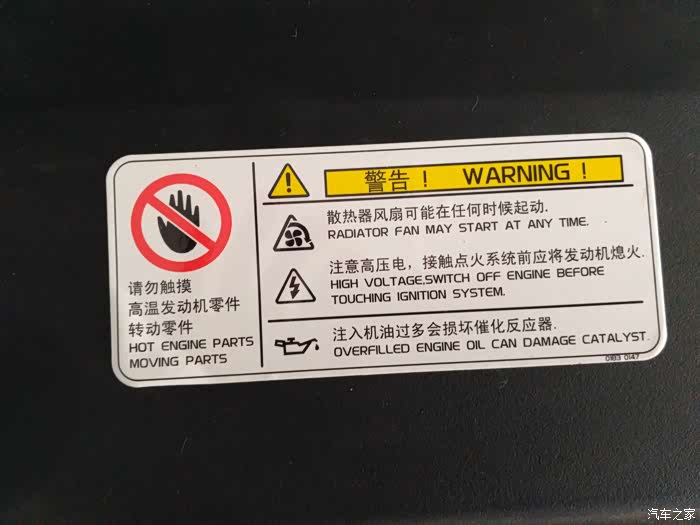 请勿触摸
高温发动机零件
转动零件
HOT ENGINE PARTS
MOVING PARTS
警告! WARNING!
散热器风扇可能在任何时候起动.
RADIATOR FAN MAY START AT ANY TIME.
注意高压电，接触点火系统前应将发动机熄火.
HIGH VOLTAGE,SWITCH OFF ENGINE BEFORE
TOUCHING IGNITION SYSTEM.
注入机油过多会损坏催化反应器.
OVERFILLED ENGINE OIL CAN DAMAGE CATALYST.
0183 0147
汽车之家